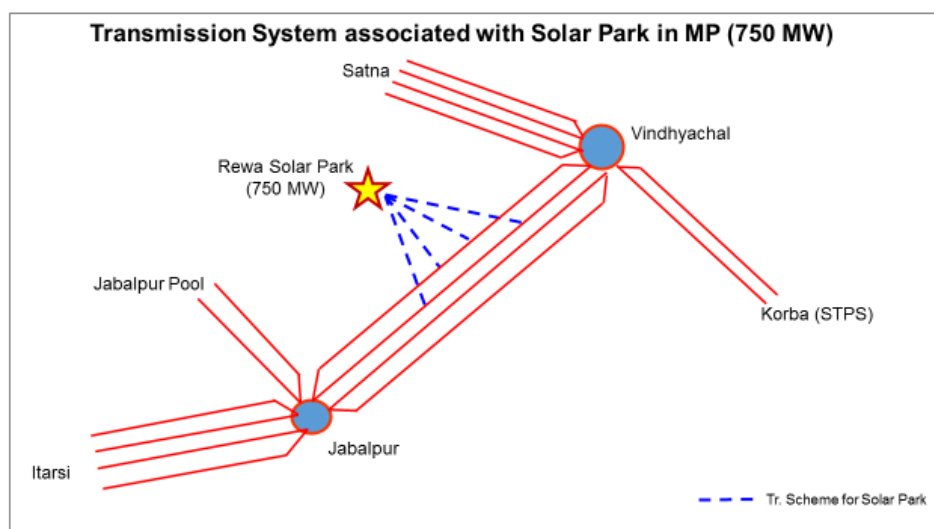 Transmission System associated with Solar Park in MP (750 MW)
Satna
Vindhyachal
Rewa Solar Park
(750 MW)
Jabalpur Pool
Korba (STPS)
Jabalpur
Itarsi
Tr. Scheme for Solar Park